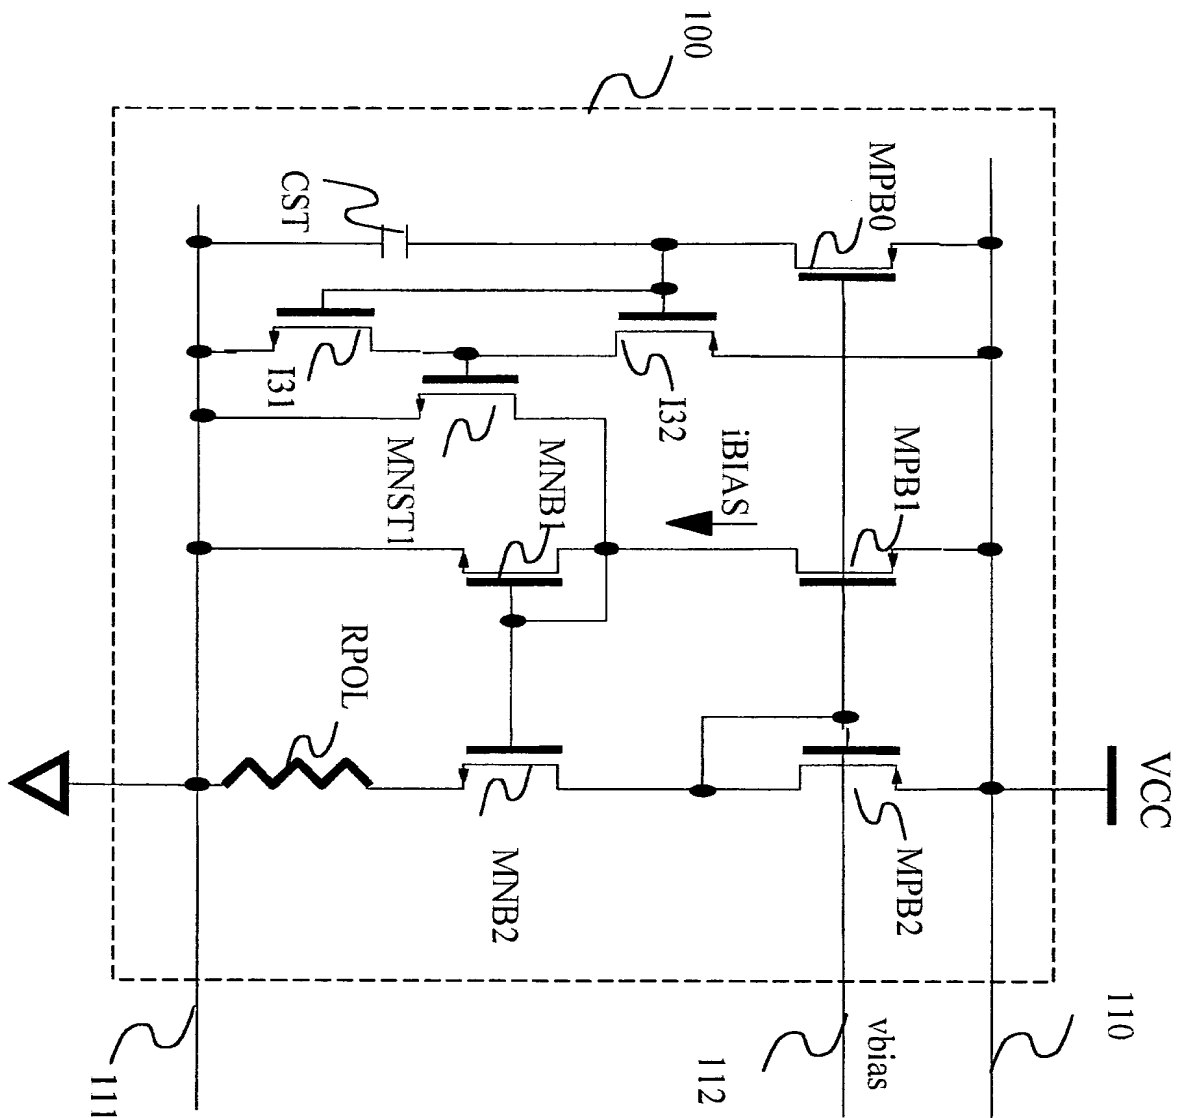 100
VCC
110
MPB0
MPB1
MPB2
vbias
112
iBIAS
I32
CST
I31
MNST1
MNB1
MNB2
RPOL
111